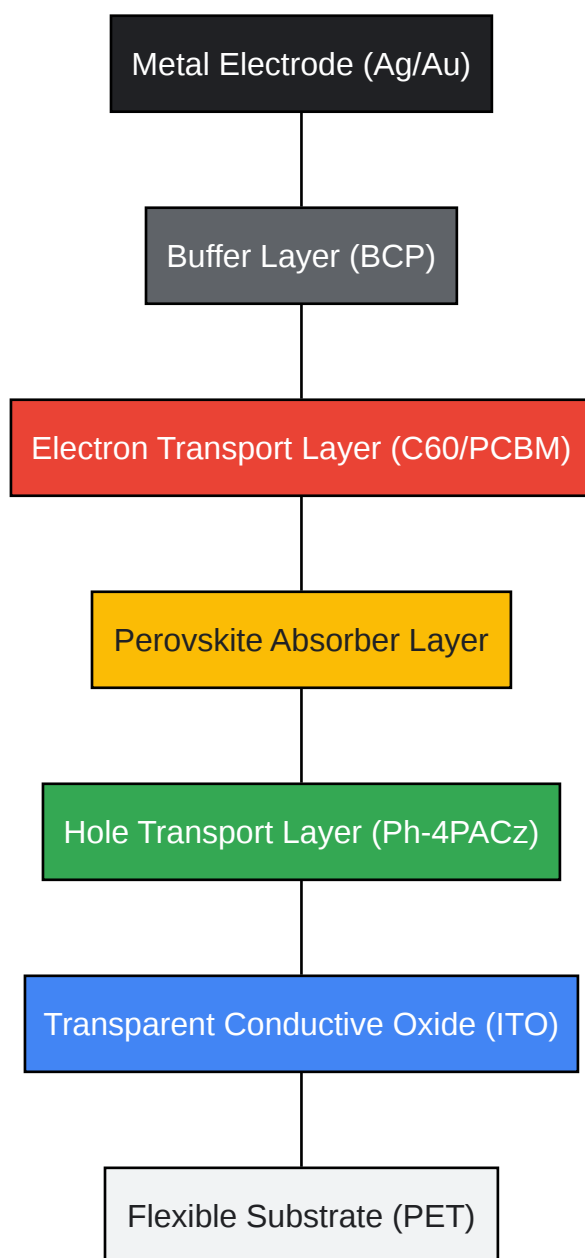 Metal Electrode (Ag/Au)
Buffer Layer (BCP)
Electron Transport Layer (C60/PCBM)
Perovskite Absorber Layer
Hole Transport Layer (Ph-4PACz)
Transparent Conductive Oxide (ITO)
Flexible Substrate (PET)